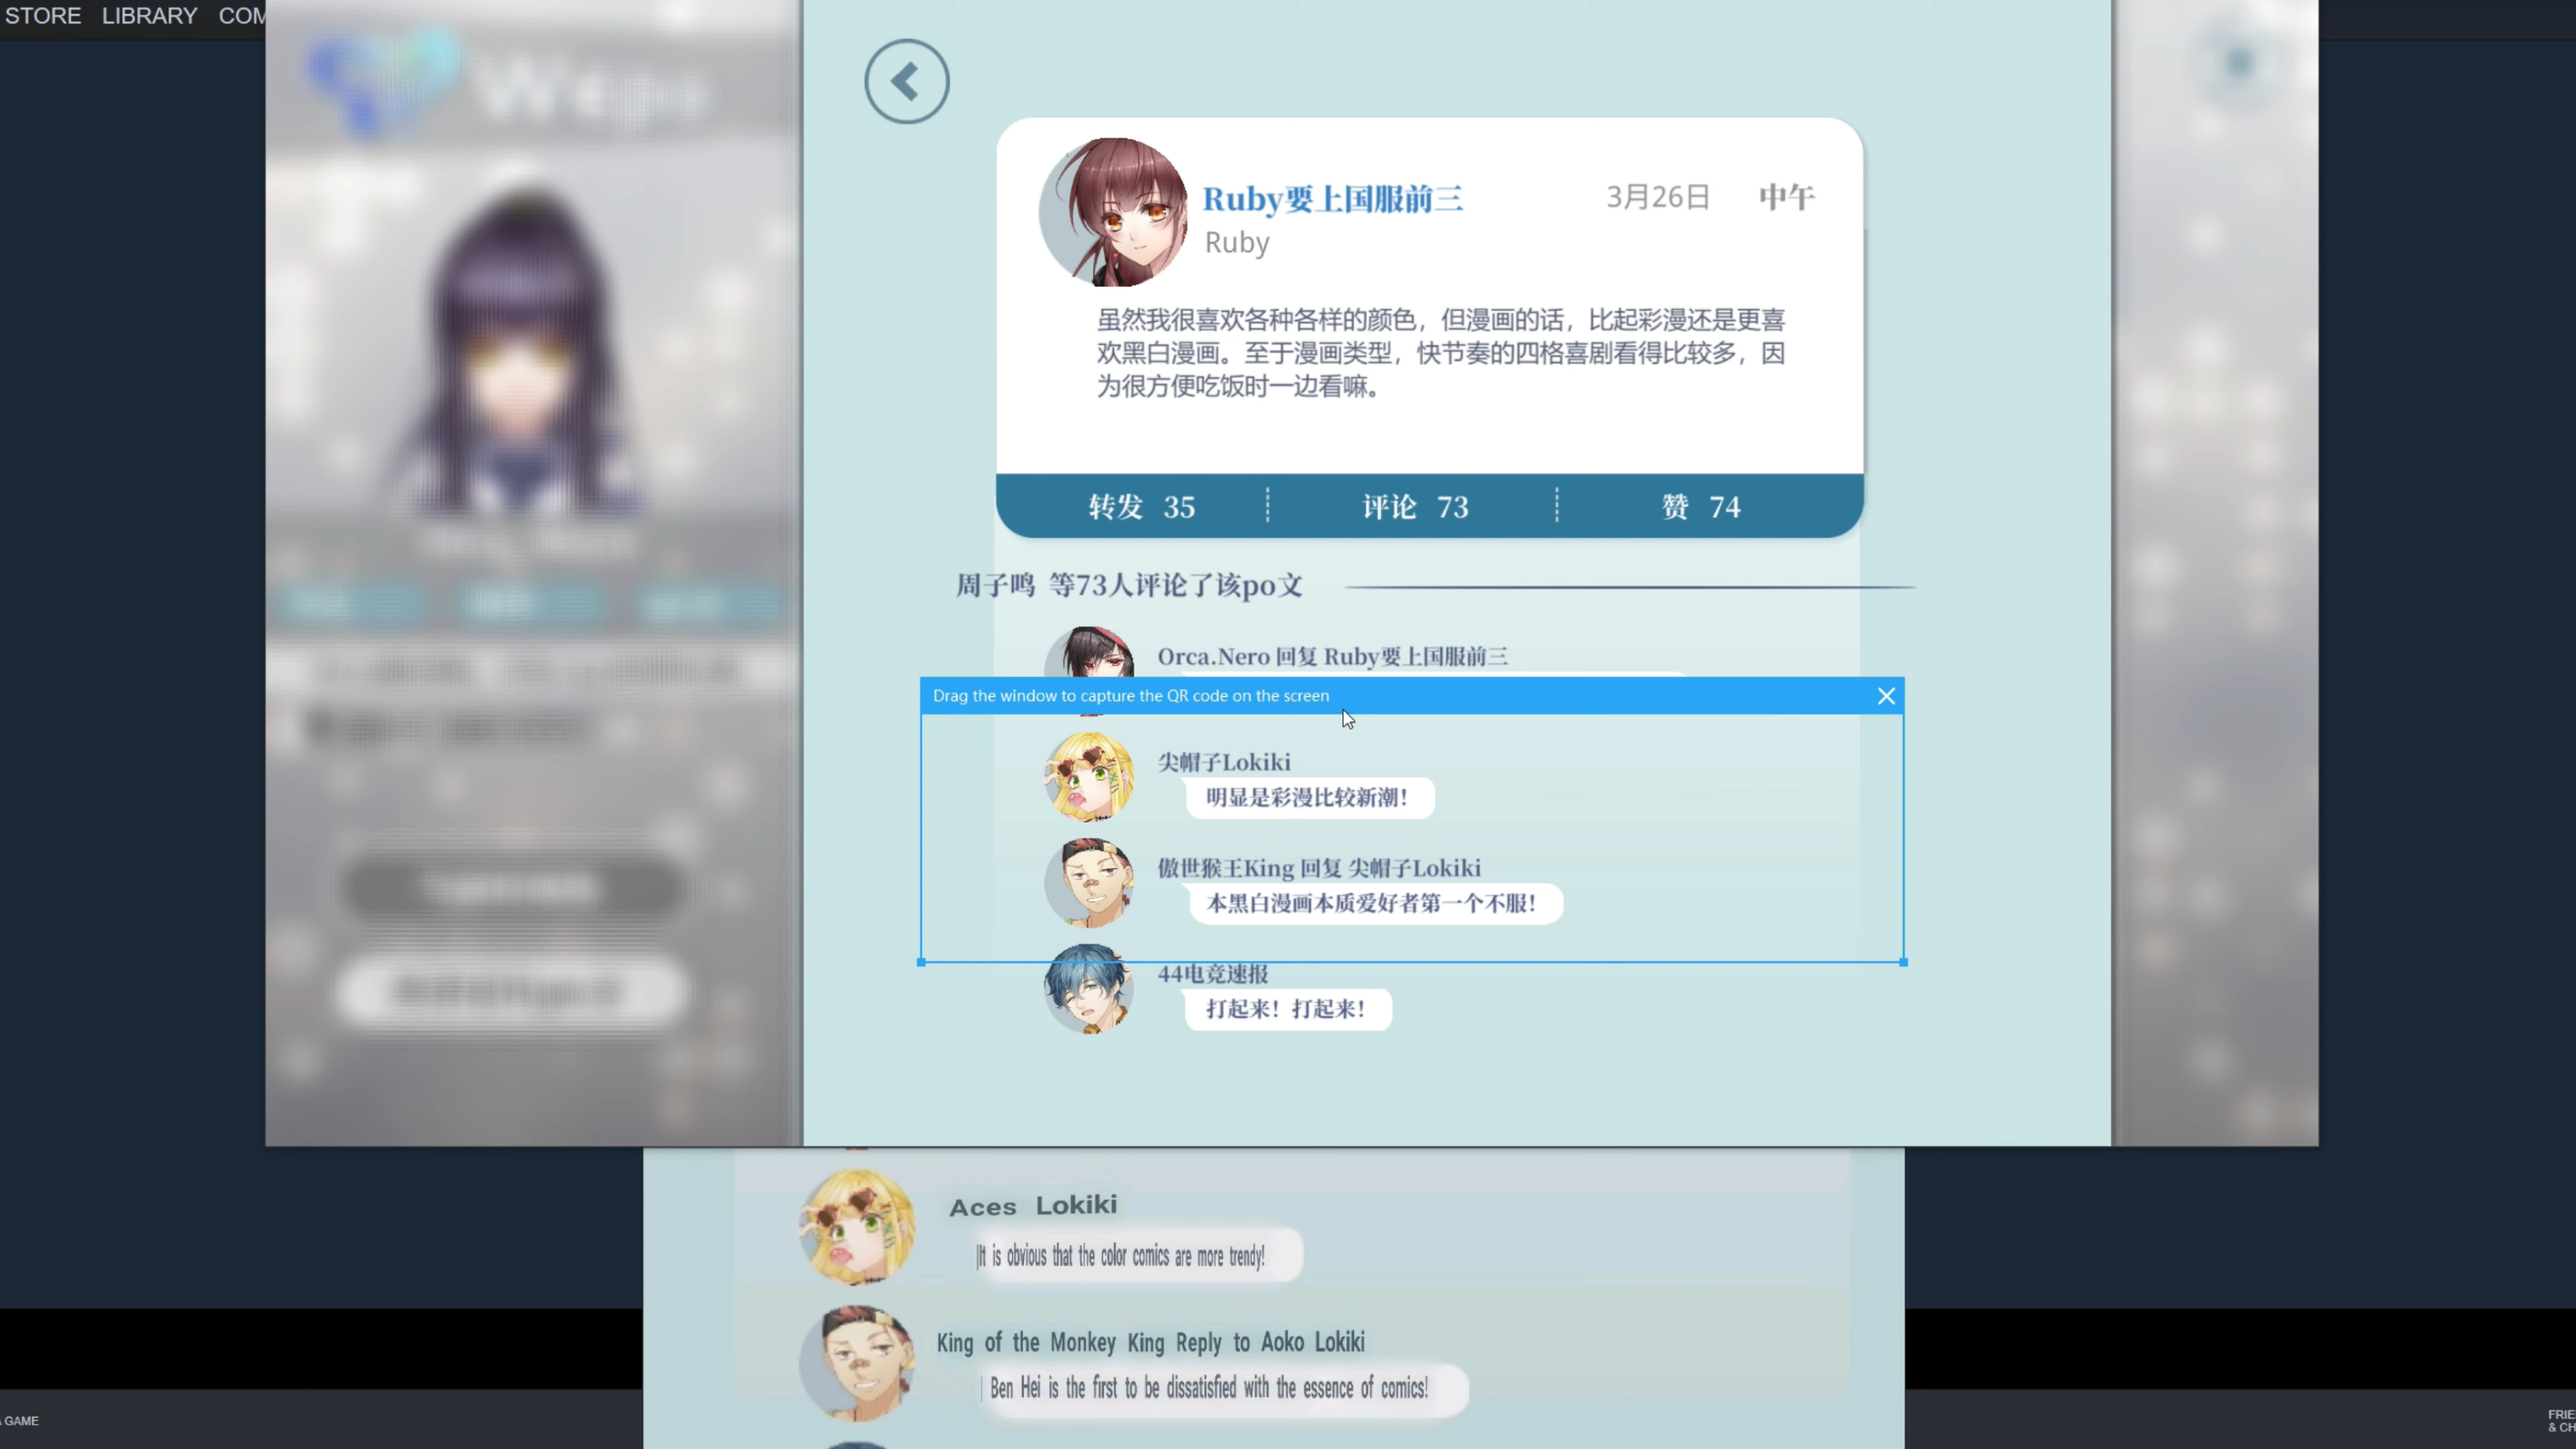 STORE LIBRARY COM
Ruby要上国服前三
3月26日 中午
Ruby
虽然我很喜欢各种各样的颜色，但漫画的话，比起彩漫还是更喜
欢黑白漫画。至于漫画类型，快节奏的四格喜剧看得比较多，因
为很方便吃饭时一边看嘛。
转发 35 评论 73 赞 74
周子鸣 等73人评论了该po文
Orca.Nero 回复 Ruby要上国服前三
Drag the window to capture the QR code on the screen
尖帽子Lokiki
明显是彩漫比较新潮！
傲世猴王King 回复 尖帽子Lokiki
本黑白漫画本质爱好者第一个不服！
44电竞速报
打起来！打起来！
Aces Lokiki
It is obvious that the color comics are more trendy!
King of the Monkey King Reply to Aoko Lokiki
Ben Hei is the first to be dissatisfied with the essence of comics!
GAME
FRIE
& CH